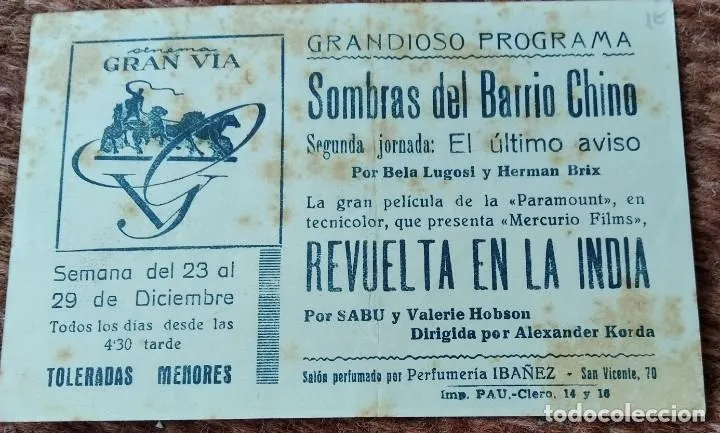 cinema
GRAN VIA
Semana del 23 al
29 de Diciembre
Todos los días desde las
4'30 tarde
TOLERADAS MENORES
GRANDIOSO PROGRAMA
Sombras del Barrio Chino
Segunda jornada: El último aviso
Por Bela Lugosi y Herman Brix
La gran película de la «Paramount», en
tecnicolor, que presenta «Mercurio Films»,
REVUELTA EN LA INDIA
Por SABU y Valerie Hobson
Dirigida por Alexander Korda
Salón perfumado por Perfumería IBAÑEZ - San Vicente, 70
Imp. PAU.-Clero, 14 y 16
todocoleccion